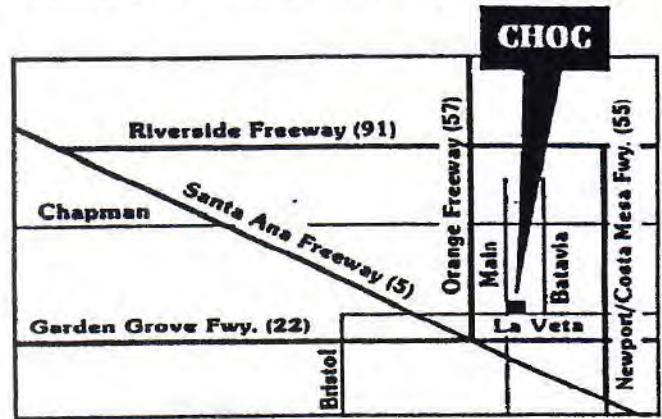 CHOC
Riverside Freeway (91)
Orange Freeway (57)
Newport/Costa Mesa Fwy. (55)
Santa Ana Freeway (5)
Chapman
Main
Batavia
Garden Grove Fwy. (22)
La Veta
Bristol